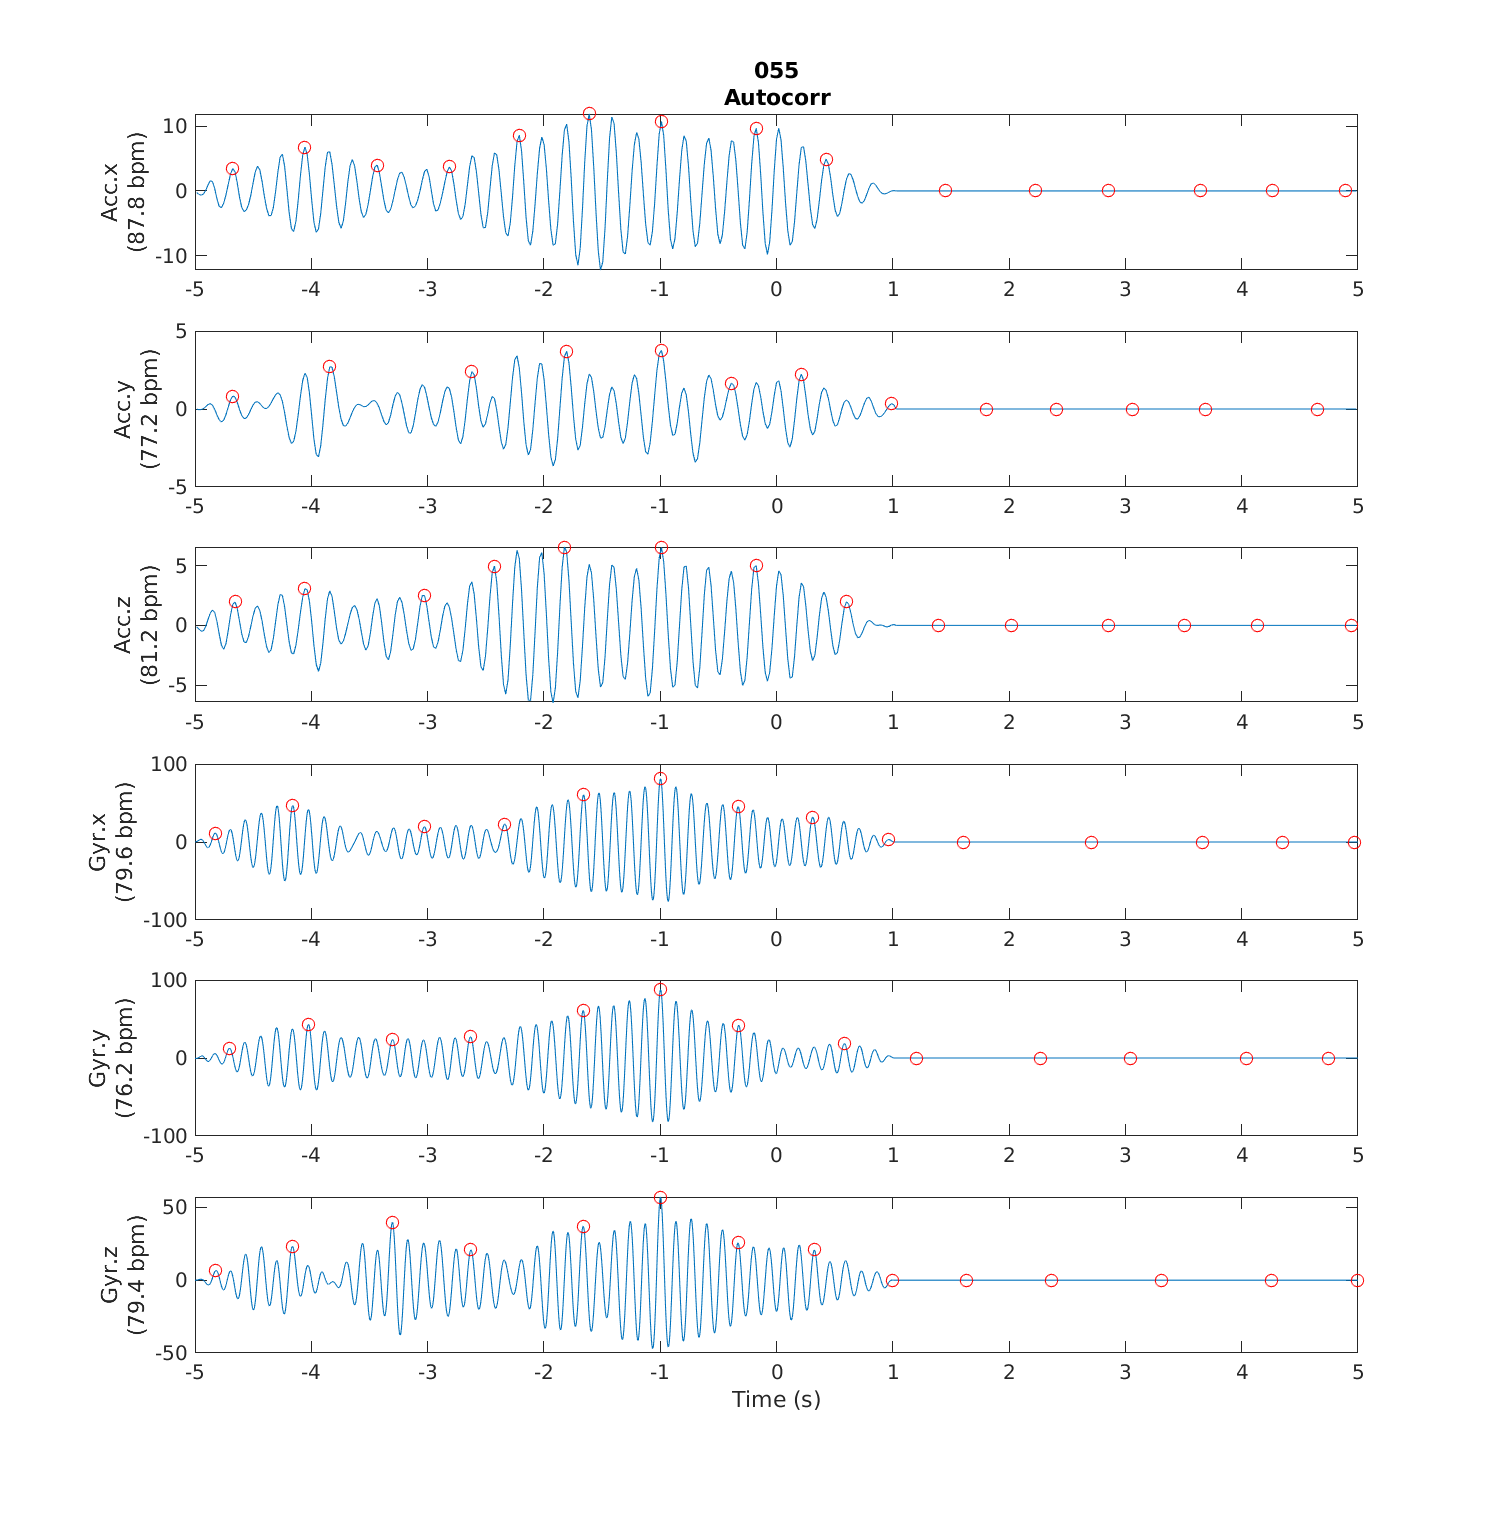 055
Autocorr
Acc.x
(87.8 bpm)
10
0
-10
-5 -4 -3 -2 -1 0 1 2 3 4 5
Acc.y
(77.2 bpm)
5
0
-5
-5 -4 -3 -2 -1 0 1 2 3 4 5
Acc.z
(81.2 bpm)
5
0
-5
-5 -4 -3 -2 -1 0 1 2 3 4 5
Gyr.x
(79.6 bpm)
100
0
-100
-5 -4 -3 -2 -1 0 1 2 3 4 5
Gyr.y
(76.2 bpm)
100
0
-100
-5 -4 -3 -2 -1 0 1 2 3 4 5
Gyr.z
(79.4 bpm)
50
0
-50
-5 -4 -3 -2 -1 0 1 2 3 4 5
Time (s)